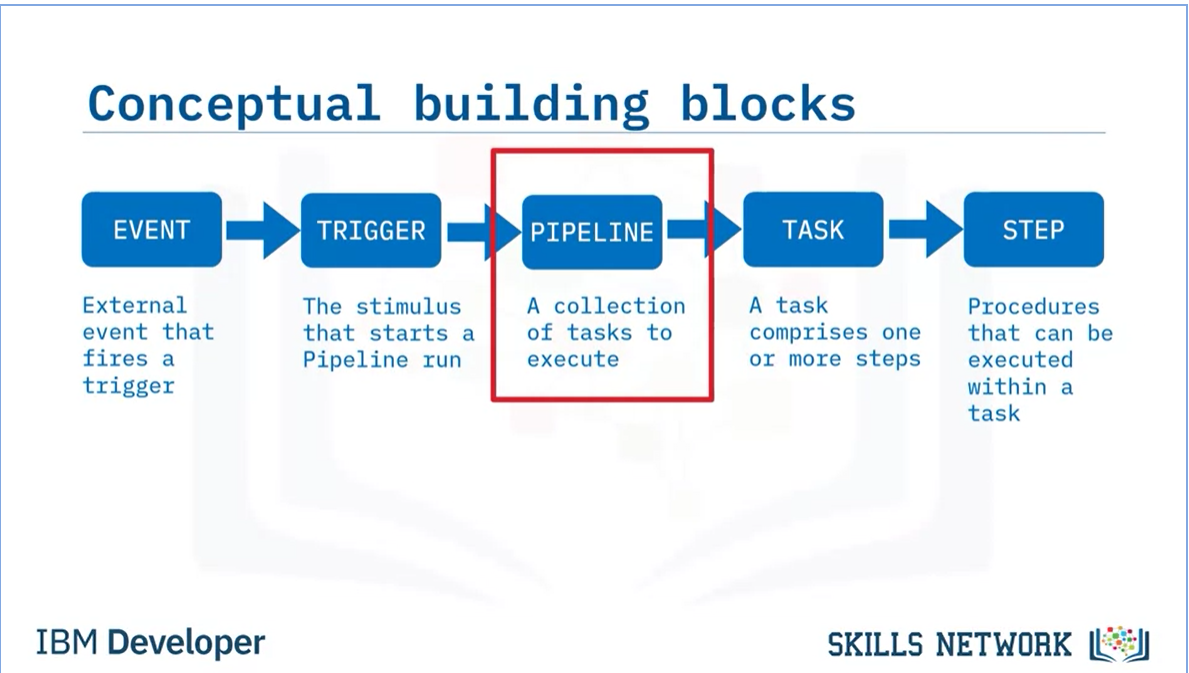 Conceptual building blocks
EVENT
TRIGGER
PIPELINE
TASK
STEP
External
event that
fires a
trigger
The stimulus
that starts a
Pipeline run
A collection
of tasks to
execute
A task
comprises one
or more steps
Procedures
that can be
executed
within a
task
IBM Developer
SKILLS NETWORK